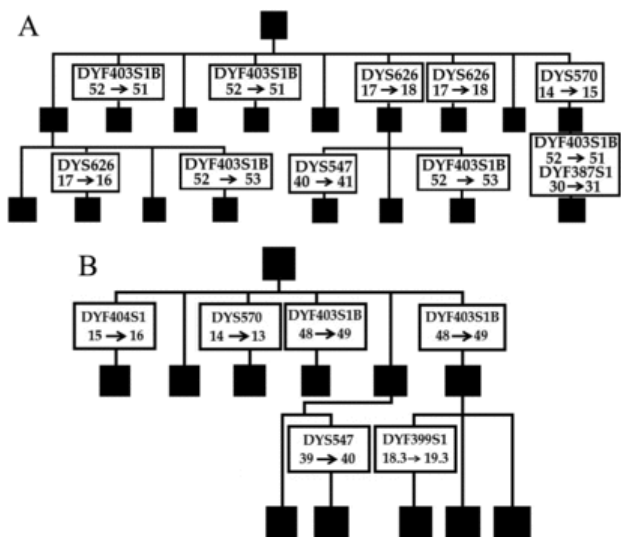 A
DYF403S1B
52 → 51
DYF403S1B
52 → 51
DYS626
17 → 18
DYS626
17 → 18
DYS570
14 → 15
DYS626
17 → 16
DYF403S1B
52 → 53
DYS547
40 → 41
DYF403S1B
52 → 53
DYF403S1B
52 → 51
DYF387S1
30 → 31
B
DYF404S1
15 → 16
DYS570
14 → 13
DYF403S1B
48 → 49
DYF403S1B
48 → 49
DYS547
39 → 40
DYF399S1
18.3 → 19.3